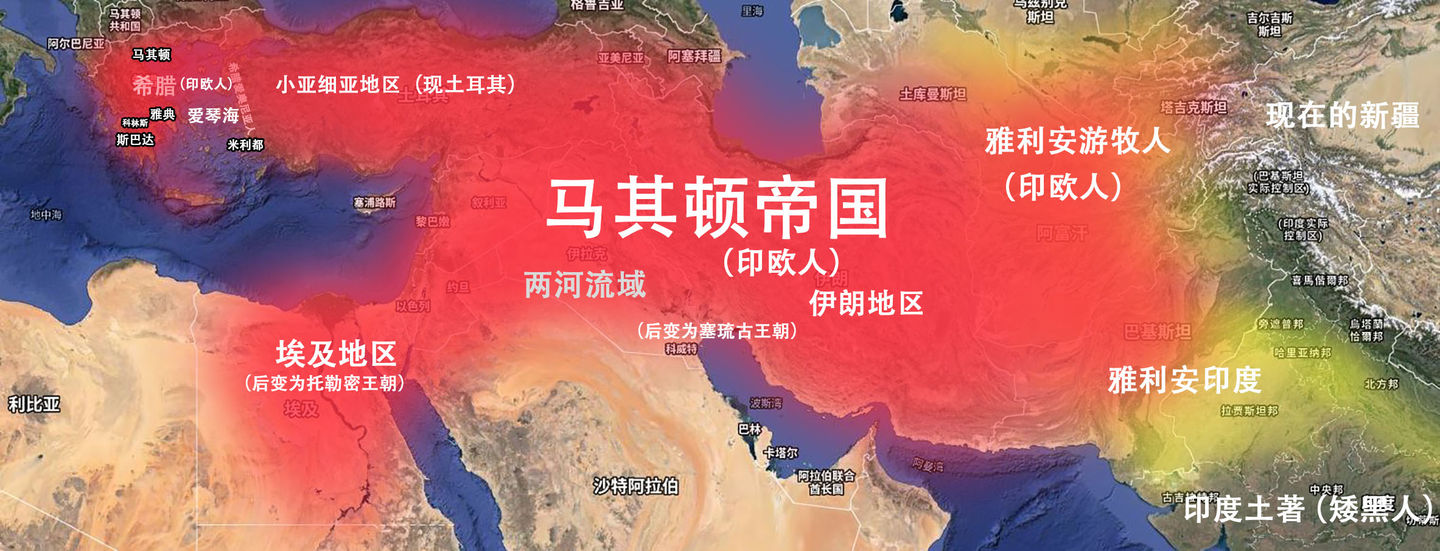 马其顿
共和国
格鲁吉亚
里海
乌兹别克
斯坦
吉尔吉斯
斯坦
阿尔巴尼亚
马其顿
亚美尼亚
阿塞拜疆
希腊(印欧人)
小亚细亚地区(现土耳其)
土耳其
土库曼斯坦
塔吉克斯坦
现在的新疆
科林斯
雅典
爱琴海
斯巴达
米利都
雅利安游牧人
(印欧人)
马其顿帝国
(印欧人)
(巴基斯坦
实际控制区)
塞浦路斯
叙利亚
黎巴嫩
地中海
(印度实际
控制区)
阿富汗
伊拉克
伊朗
两河流域
伊朗地区
约旦
以色列
喜馬偕爾邦
(后变为塞琉古王朝)
科威特
巴基斯坦
旁遮普邦
烏塔蘭
恰爾邦
埃及地区
(后变为托勒密王朝)
哈里亚纳邦
雅利安印度
北方邦
利比亚
埃及
波斯湾
拉贾斯坦邦
巴林
卡塔尔
阿曼湾
沙特阿拉伯
阿拉伯联合
酋长国
中央邦
古吉拉特邦
印度
印度土著(矮黑人)